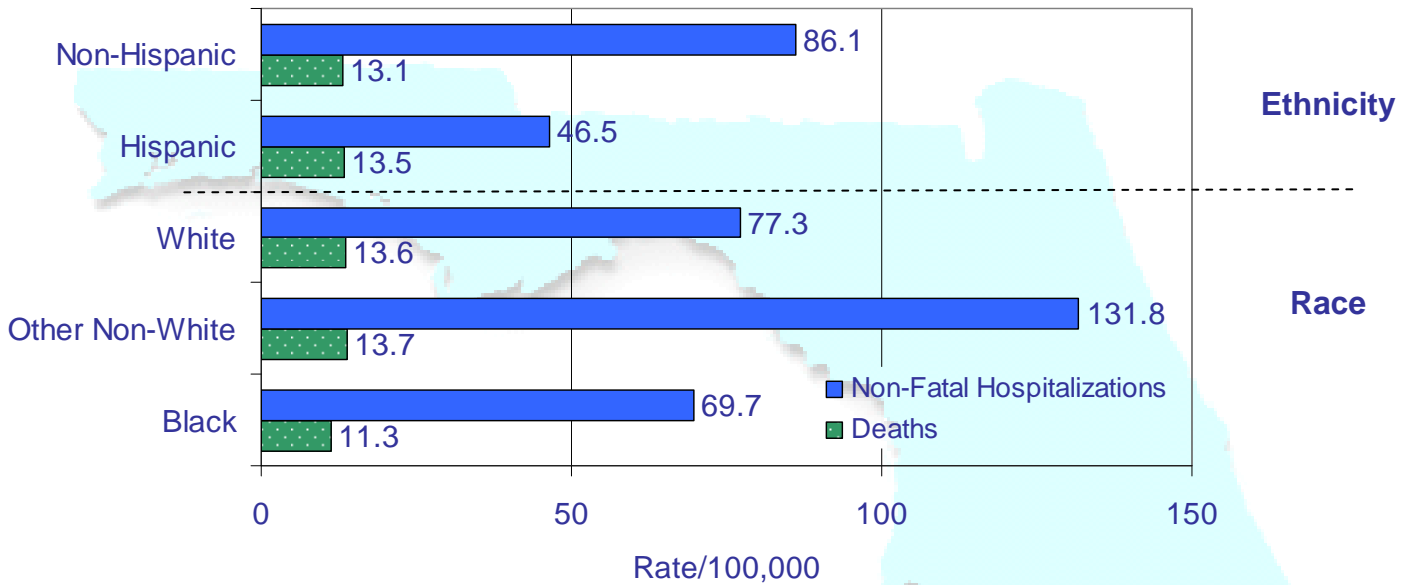 Non-Hispanic
86.1
13.1
Ethnicity
Hispanic
46.5
13.5
White
77.3
13.6
Race
Other Non-White
131.8
13.7
Non-Fatal Hospitalizations
Black
69.7
11.3
Deaths
0 50 100 150
Rate/100,000